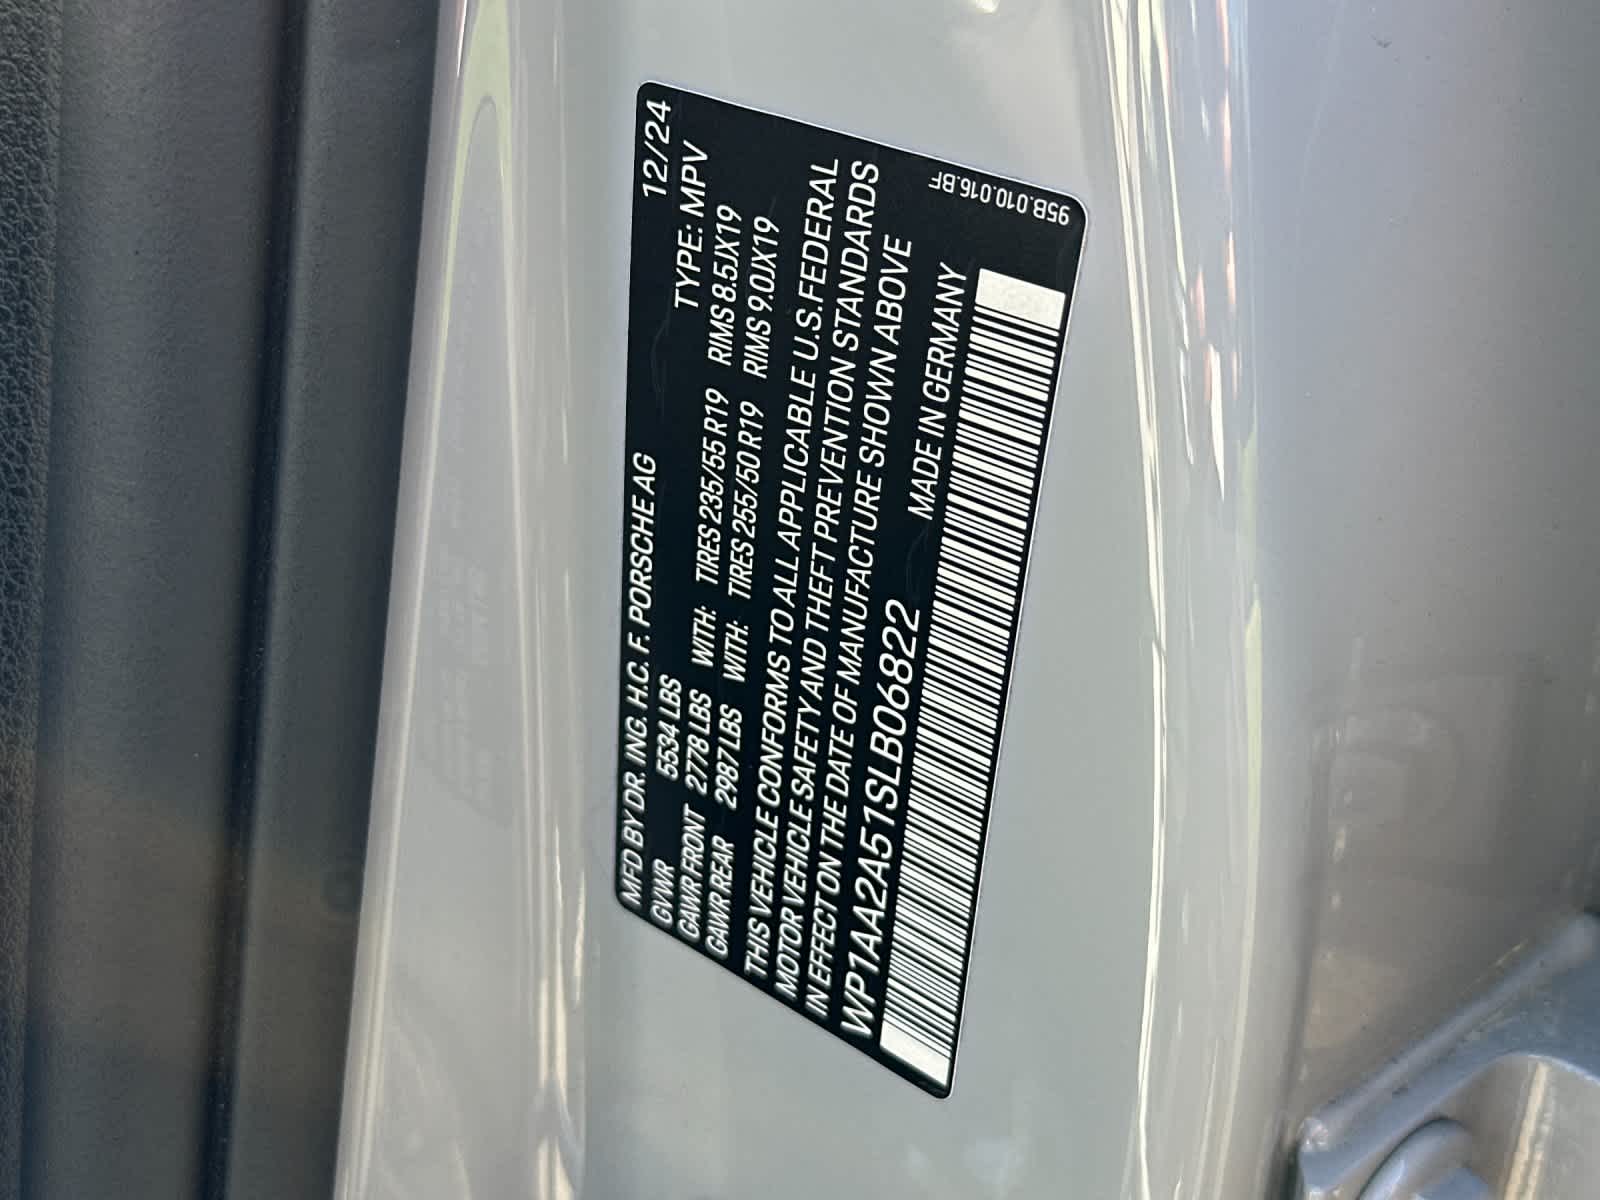 MFD BY DR. ING. H.C. F. PORSCHE AG 12/24
GVWR 5534 LBS TYPE: MPV
GAWR FRONT 2778 LBS WITH: TIRES 235/55 R19 RIMS 8.5JX19
GAWR REAR 2987 LBS WITH: TIRES 255/50 R19 RIMS 9.0JX19
THIS VEHICLE CONFORMS TO ALL APPLICABLE U.S. FEDERAL
MOTOR VEHICLE SAFETY AND THEFT PREVENTION STANDARDS
IN EFFECT ON THE DATE OF MANUFACTURE SHOWN ABOVE
WP1AA2A51SLB06822 MADE IN GERMANY
95B.010.016.BF